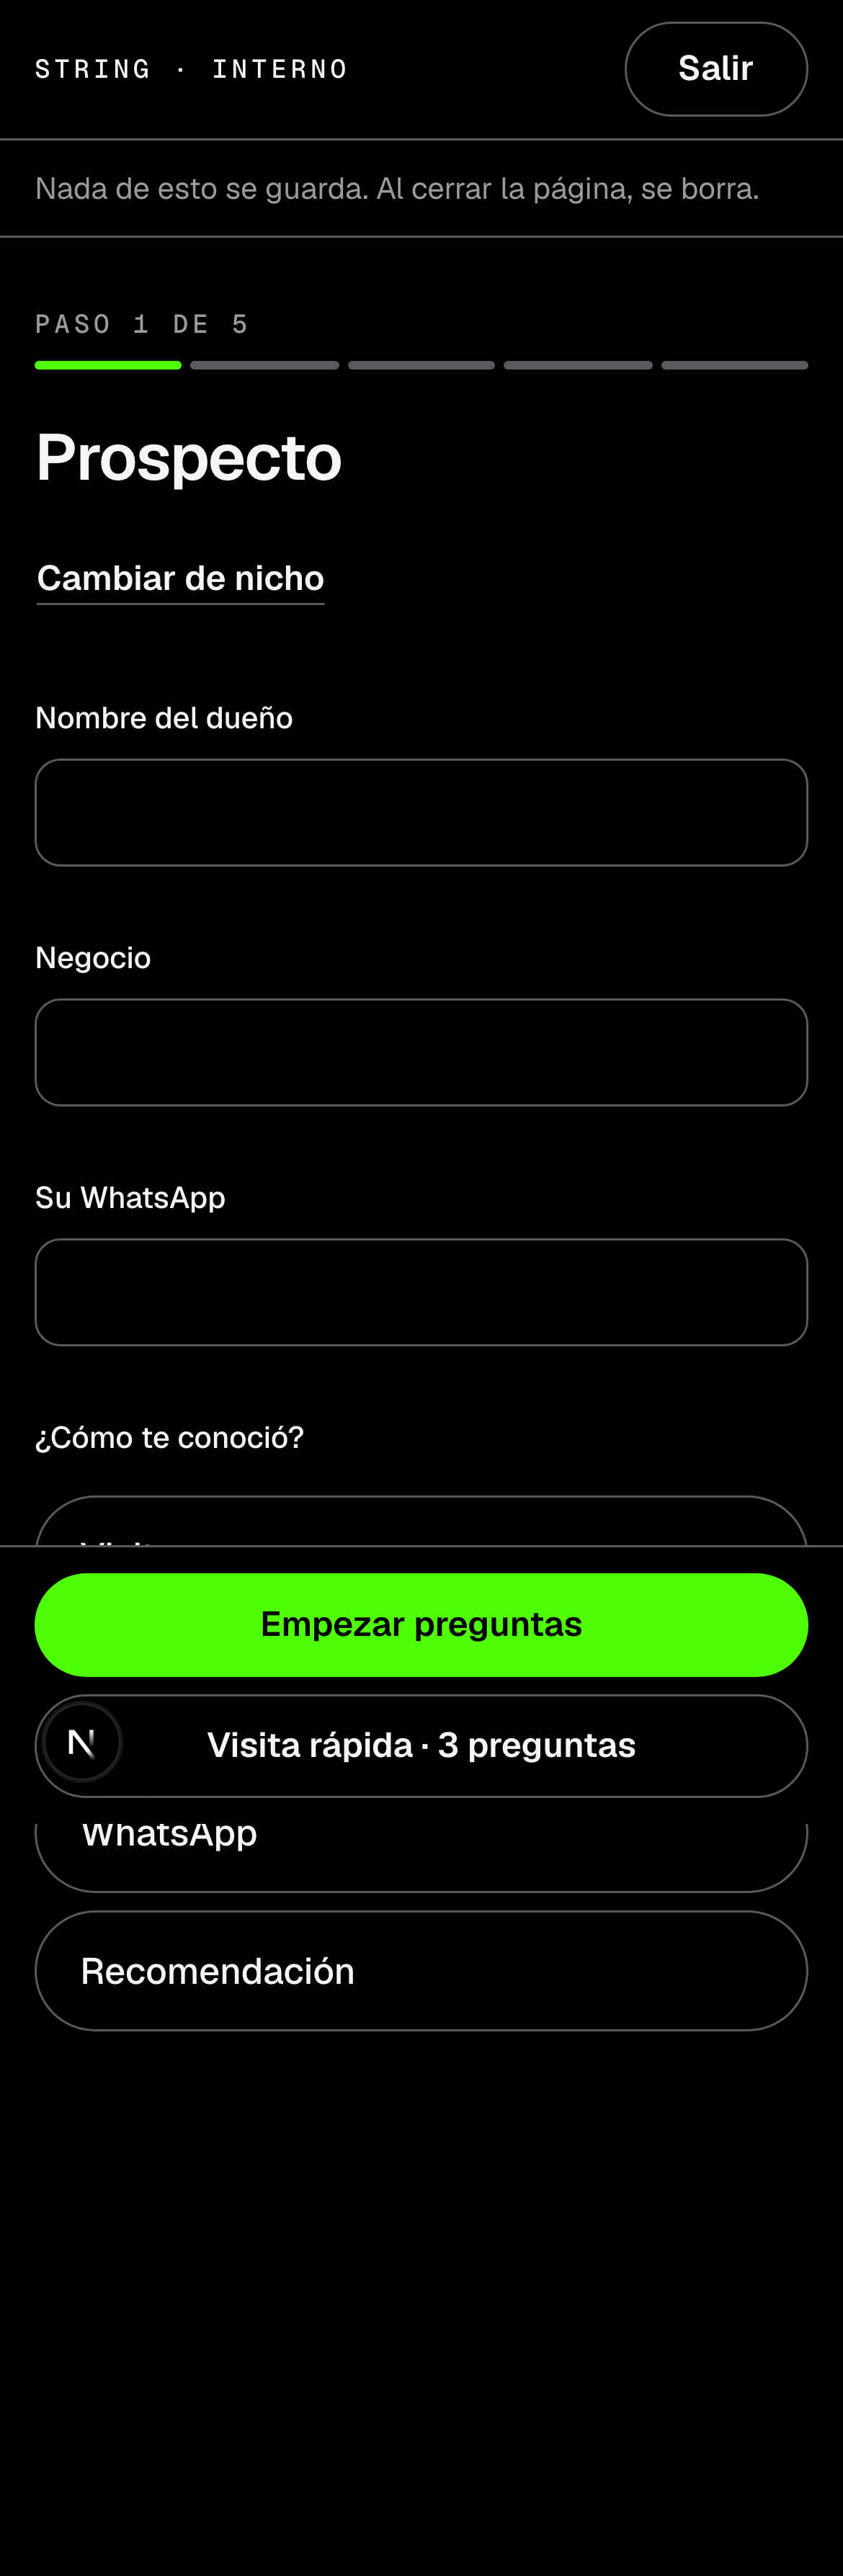 STRING · INTERNO
Salir
Nada de esto se guarda. Al cerrar la página, se borra.
PASO 1 DE 5
Prospecto
Cambiar de nicho
Nombre del dueño
Negocio
Su WhatsApp
¿Cómo te conoció?
Empezar preguntas
N
Visita rápida · 3 preguntas
WhatsApp
Recomendación